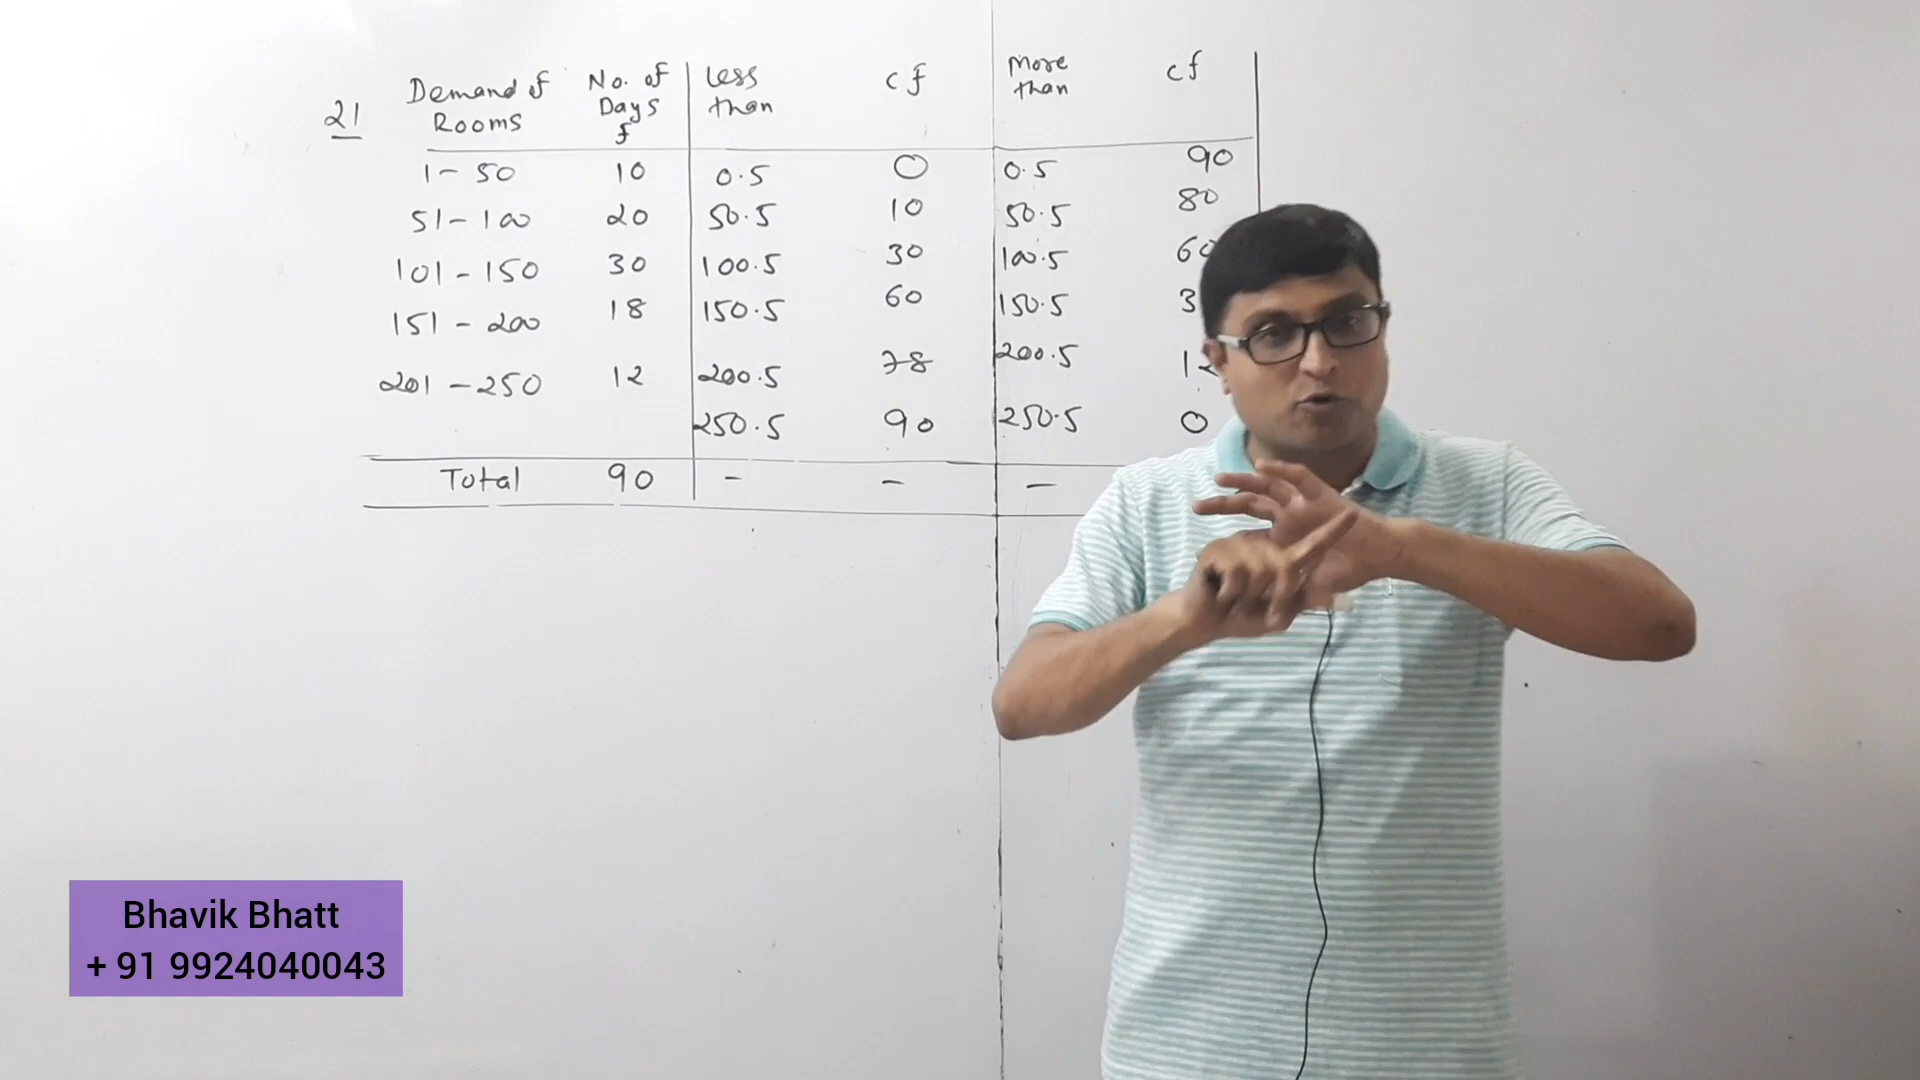 21 Demand of Rooms No. of Days f Less than cf More than cf
1 - 50 10 0.5 0 0.5 90
51 - 100 20 50.5 10 50.5 80
101 - 150 30 100.5 30 100.5 60
151 - 200 18 150.5 60 150.5 3
201 - 250 12 200.5 78 200.5 12
250.5 90 250.5 0
Total 90 - - -
Bhavik Bhatt
+ 91 9924040043